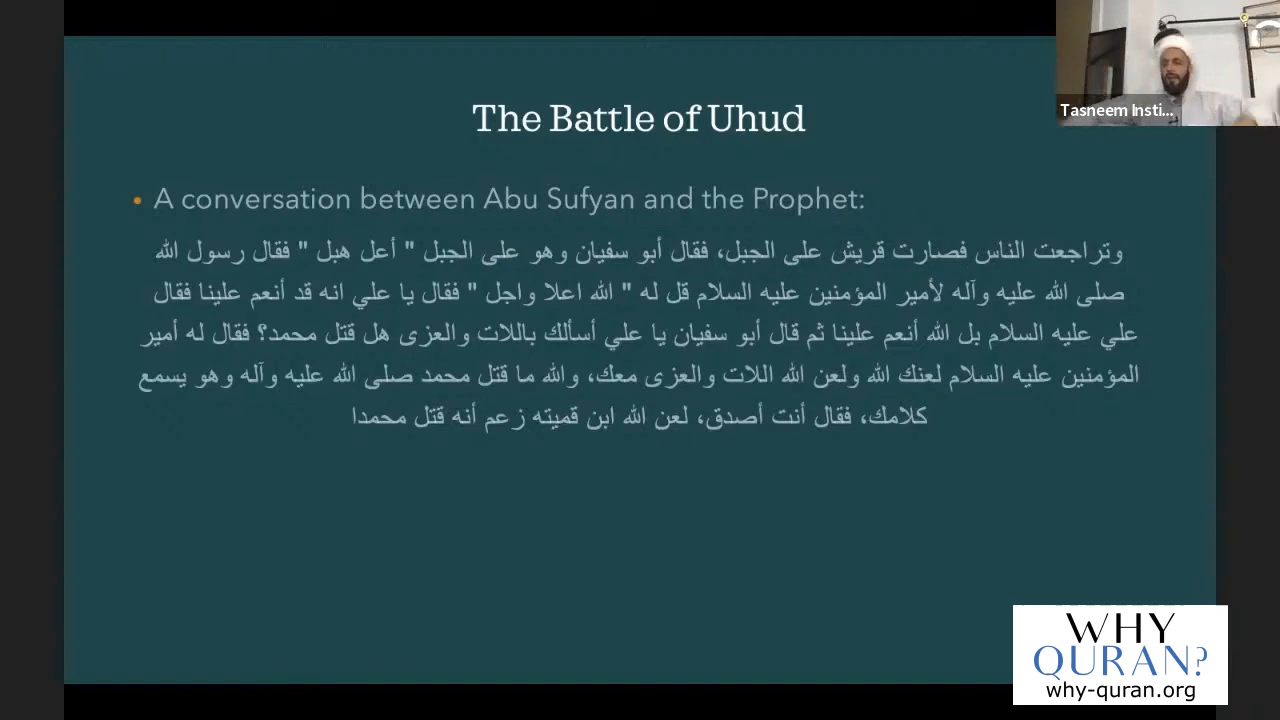 Tasneem Insti...
The Battle of Uhud
• A conversation between Abu Sufyan and the Prophet:
وتراجعت الناس فصارت قريش على الجبل، فقال أبو سفيان وهو على الجبل " أعل هبل " فقال رسول الله
صلى الله عليه وآله لأمير المؤمنين عليه السلام قل له " الله اعلا واجل " فقال يا علي انه قد أنعم علينا فقال
علي عليه السلام بل الله أنعم علينا ثم قال أبو سفيان يا علي أسألك باللات والعزى هل قتل محمد؟ فقال له أمير
المؤمنين عليه السلام لعنك الله ولعن الله اللات والعزى معك، والله ما قتل محمد صلى الله عليه وآله وهو يسمع
كلامك، فقال أنت أصدق، لعن الله ابن قميته زعم أنه قتل محمدا
WHY
QURAN?
why-quran.org